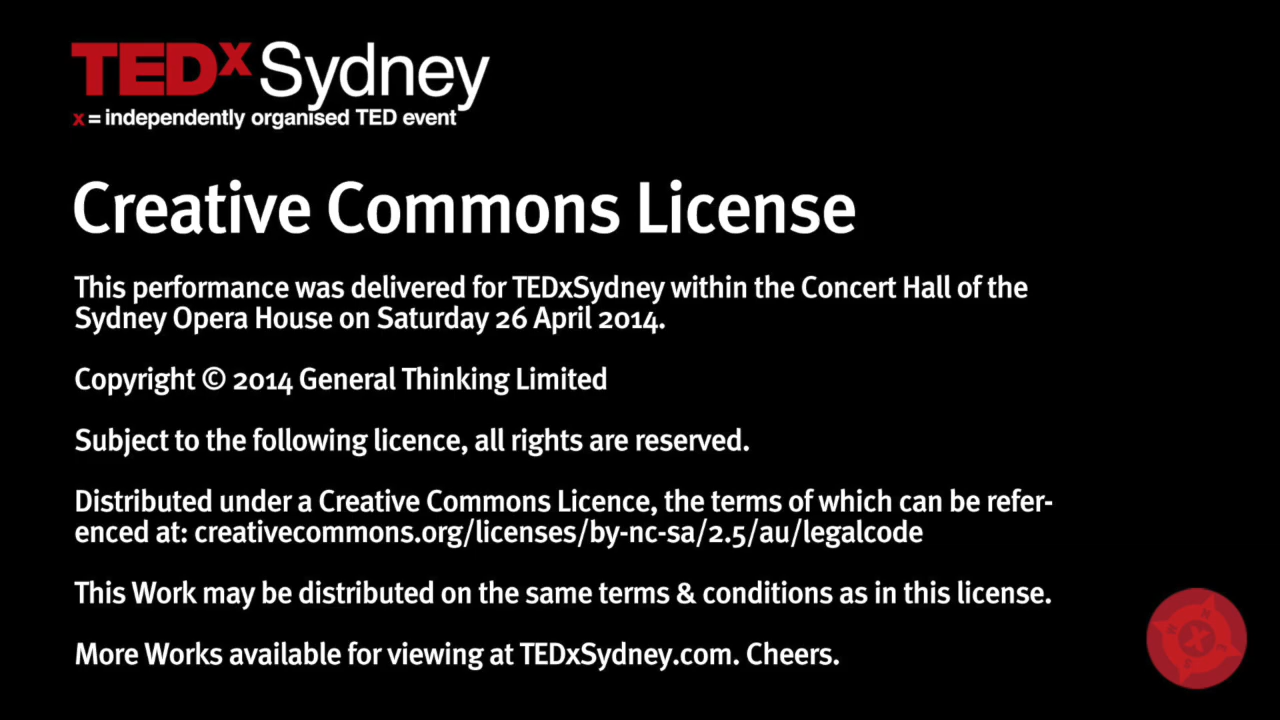 TEDx Sydney
x = independently organised TED event
Creative Commons License
This performance was delivered for TEDxSydney within the Concert Hall of the
Sydney Opera House on Saturday 26 April 2014.
Copyright © 2014 General Thinking Limited
Subject to the following licence, all rights are reserved.
Distributed under a Creative Commons Licence, the terms of which can be refer-
enced at: creativecommons.org/licenses/by-nc-sa/2.5/au/legalcode
This Work may be distributed on the same terms & conditions as in this license.
More Works available for viewing at TEDxSydney.com. Cheers.